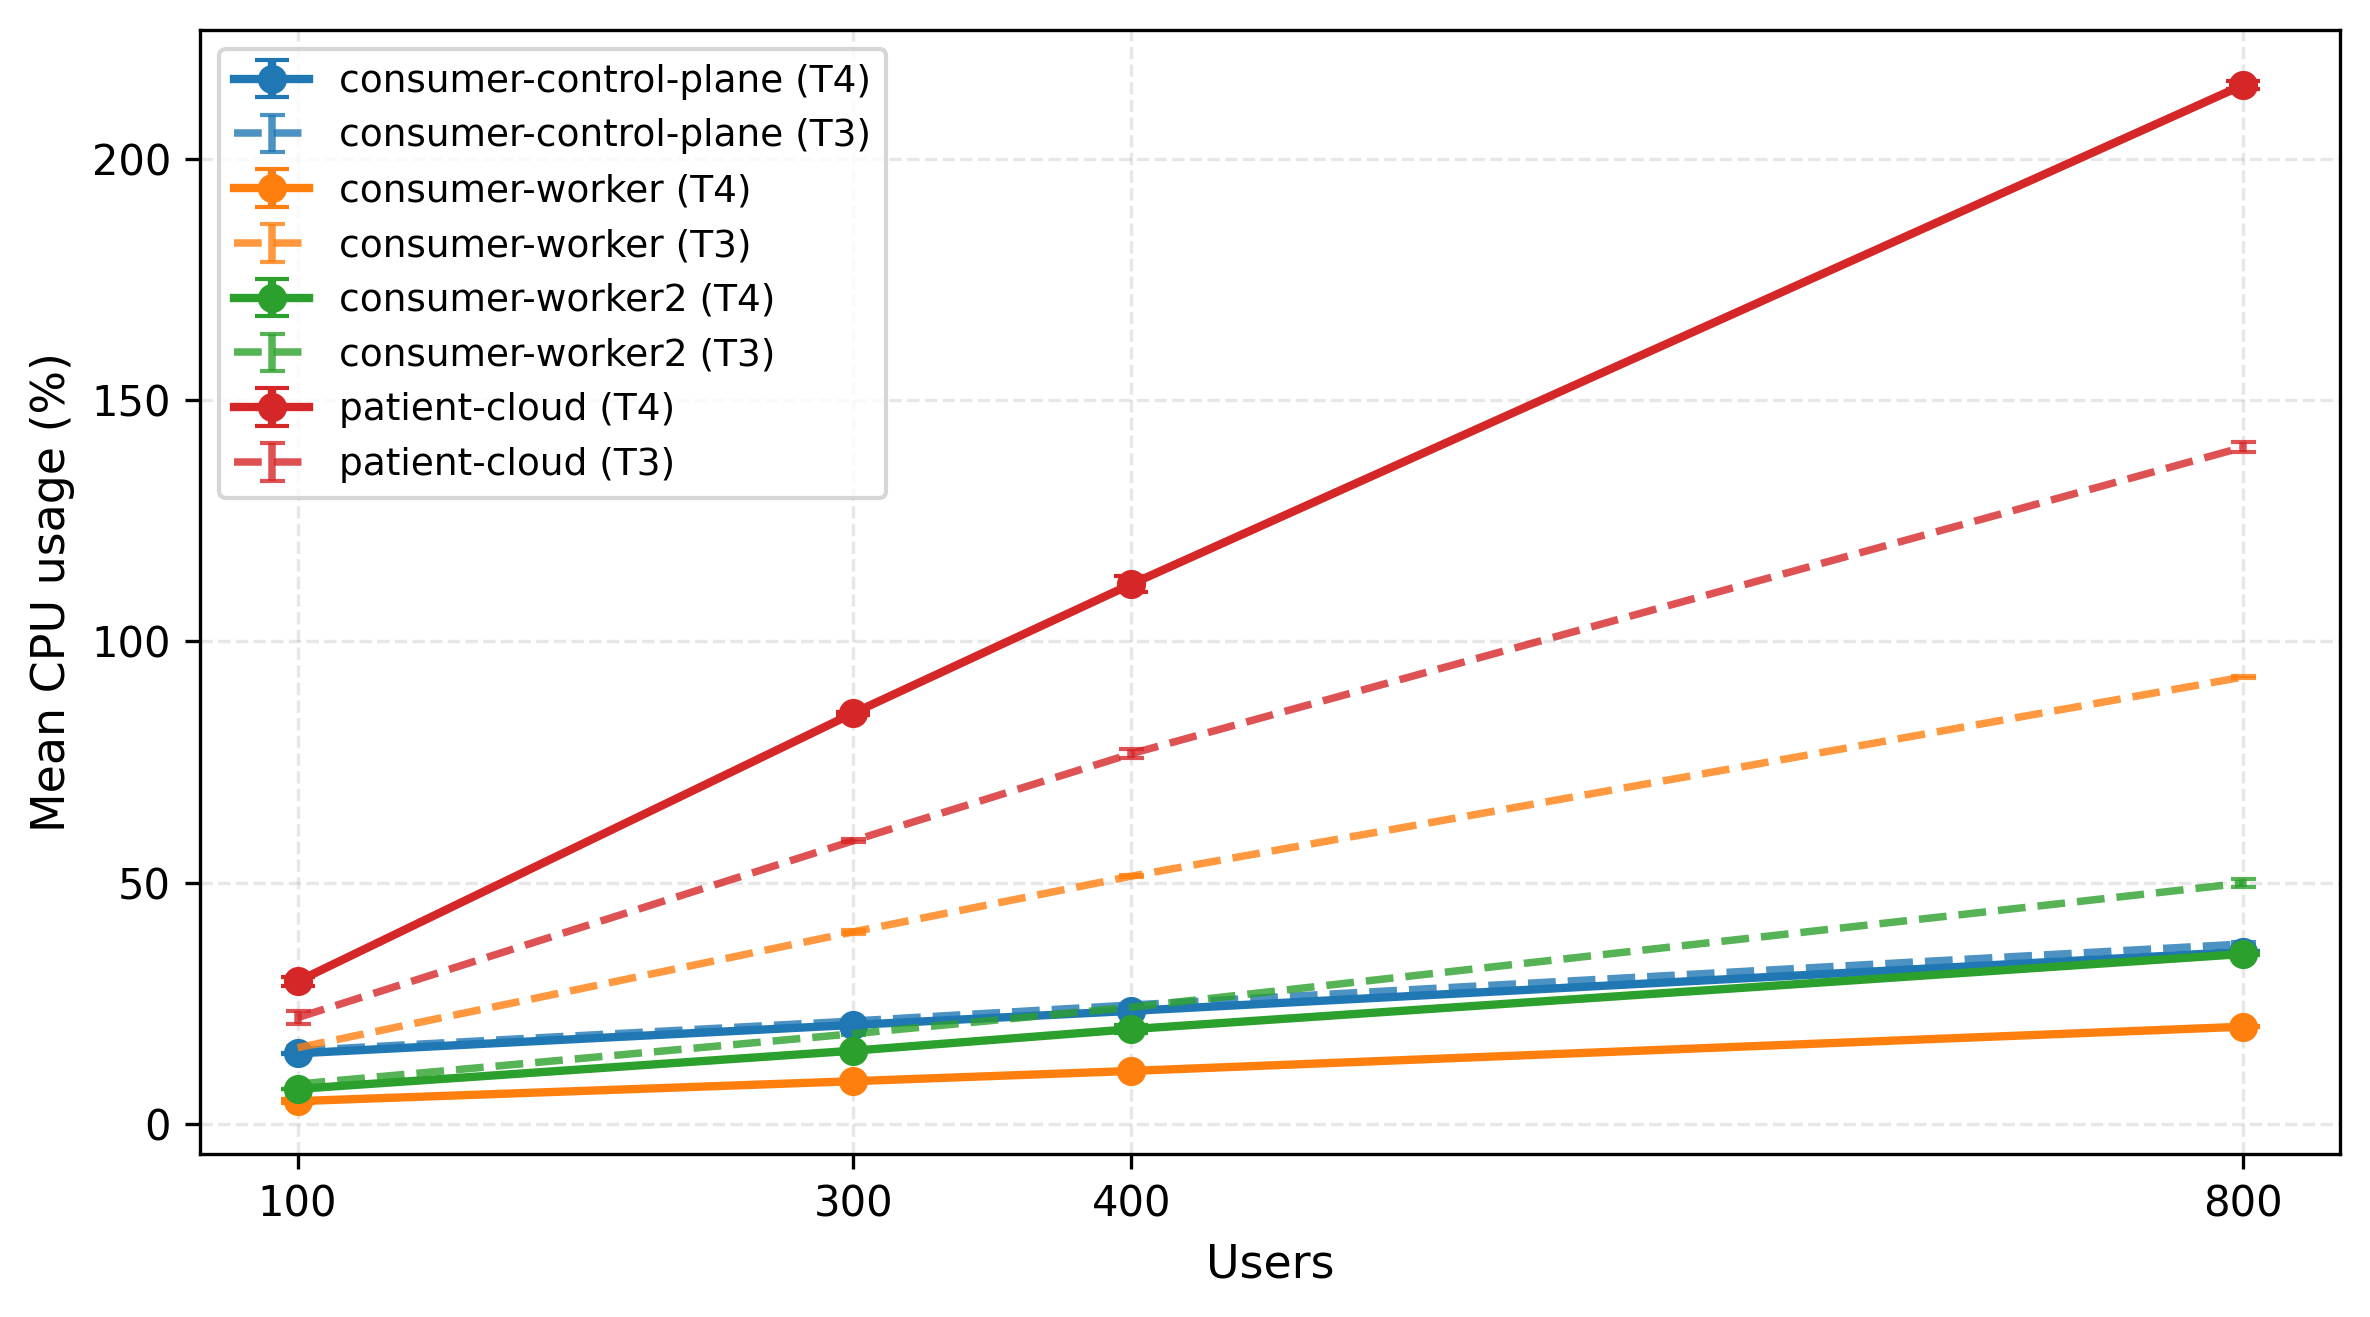 consumer-control-plane (T4)
consumer-control-plane (T3)
consumer-worker (T4)
consumer-worker (T3)
consumer-worker2 (T4)
consumer-worker2 (T3)
patient-cloud (T4)
patient-cloud (T3)
Mean CPU usage (%)
200
150
100
50
0
100 300 400 800
Users